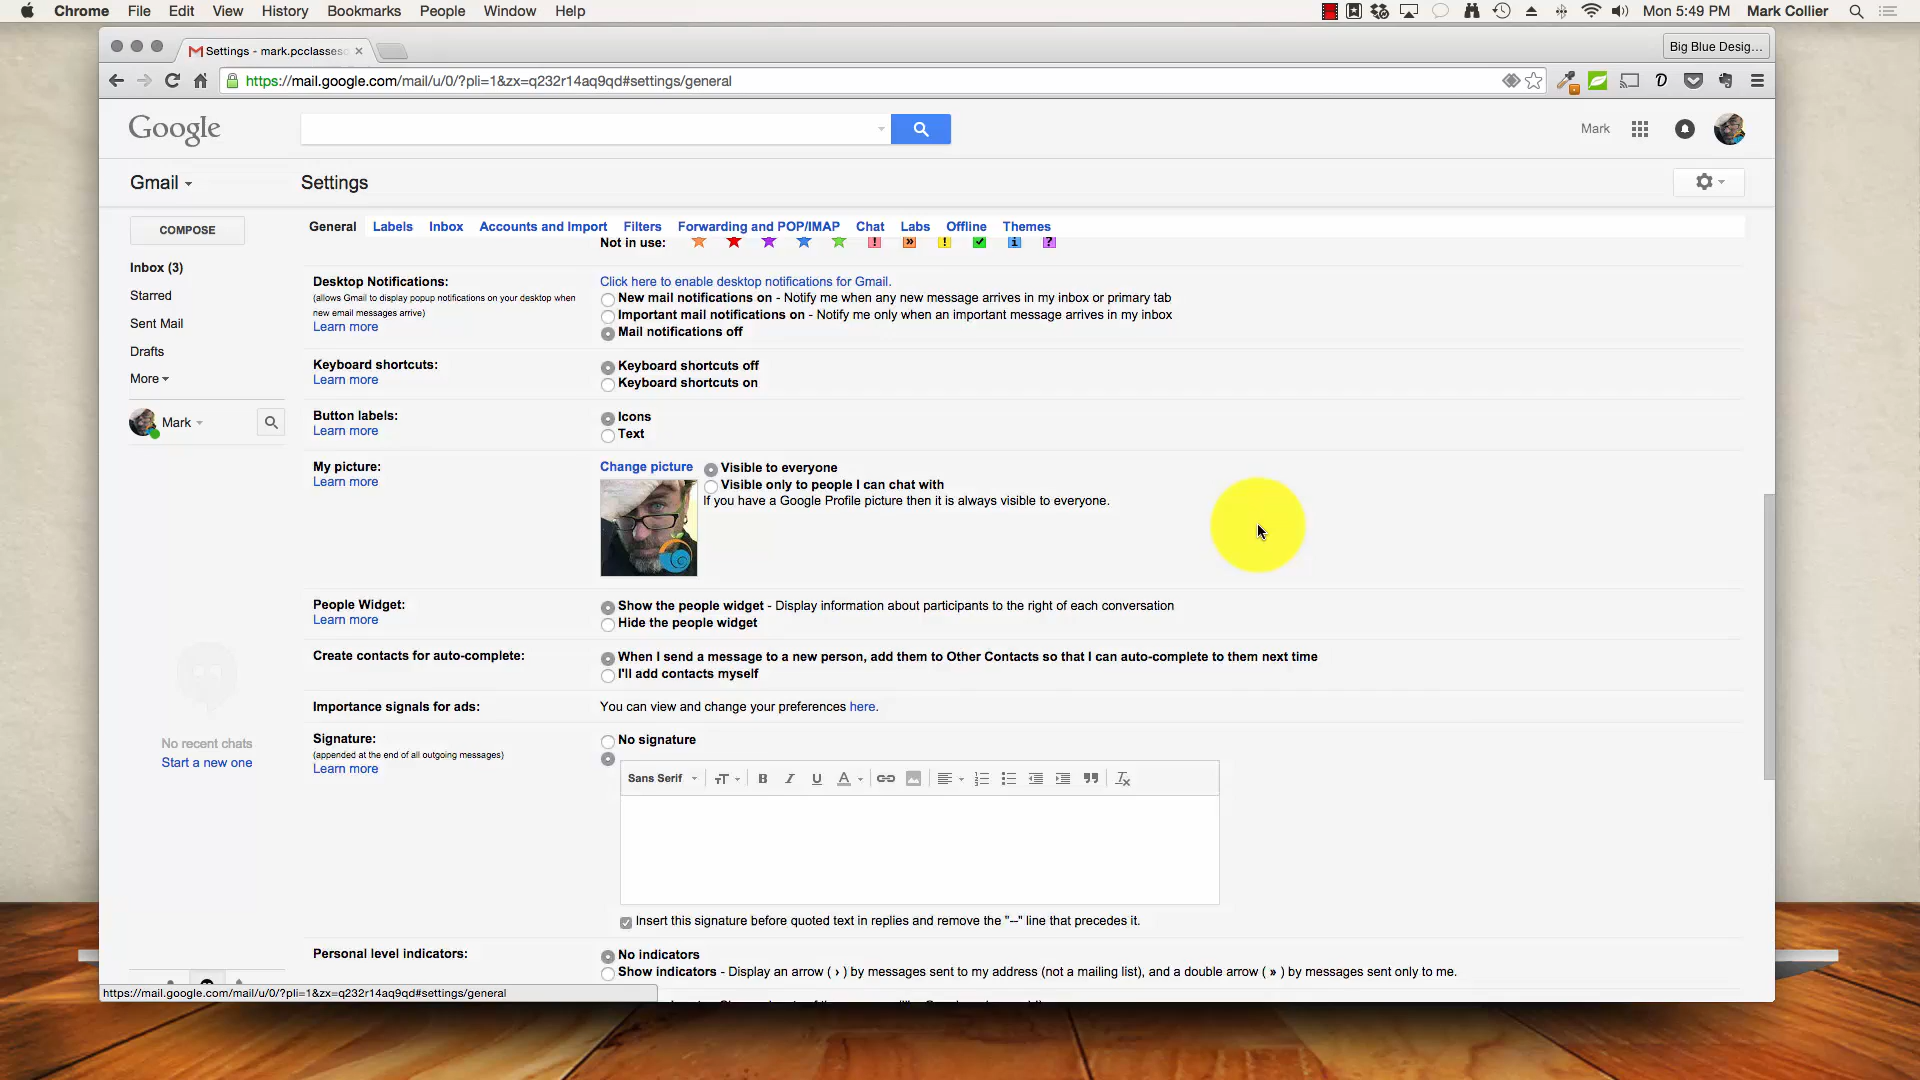 Chrome File Edit View History Bookmarks People Window Help Mon 5:49 PM Mark Collier
Settings - mark.pcclasses Big Blue Desig...
https://mail.google.com/mail/u/0/?pli=1&zx=q232r14aq9qd#settings/general
Google Mark
Gmail Settings
COMPOSE
Inbox (3)
Starred
Sent Mail
Drafts
More
Mark
No recent chats
Start a new one
General Labels Inbox Accounts and Import Filters Forwarding and POP/IMAP Chat Labs Offline Themes
Not in use: ! » ! ✓ i ?
Desktop Notifications: Click here to enable desktop notifications for Gmail.
(allows Gmail to display popup notifications on your desktop when New mail notifications on - Notify me when any new message arrives in my inbox or primary tab
new email messages arrive) Important mail notifications on - Notify me only when an important message arrives in my inbox
Learn more Mail notifications off
Keyboard shortcuts: Keyboard shortcuts off
Learn more Keyboard shortcuts on
Button labels: Icons
Learn more Text
My picture: Change picture Visible to everyone
Learn more Visible only to people I can chat with
If you have a Google Profile picture then it is always visible to everyone.
People Widget: Show the people widget - Display information about participants to the right of each conversation
Learn more Hide the people widget
Create contacts for auto-complete: When I send a message to a new person, add them to Other Contacts so that I can auto-complete to them next time
I'll add contacts myself
Importance signals for ads: You can view and change your preferences here.
Signature: No signature
(appended at the end of all outgoing messages)
Learn more
Sans Serif TT B I U A
Insert this signature before quoted text in replies and remove the "--" line that precedes it.
Personal level indicators: No indicators
Show indicators - Display an arrow ( › ) by messages sent to my address (not a mailing list), and a double arrow ( » ) by messages sent only to me.
https://mail.google.com/mail/u/0/?pli=1&zx=q232r14aq9qd#settings/general